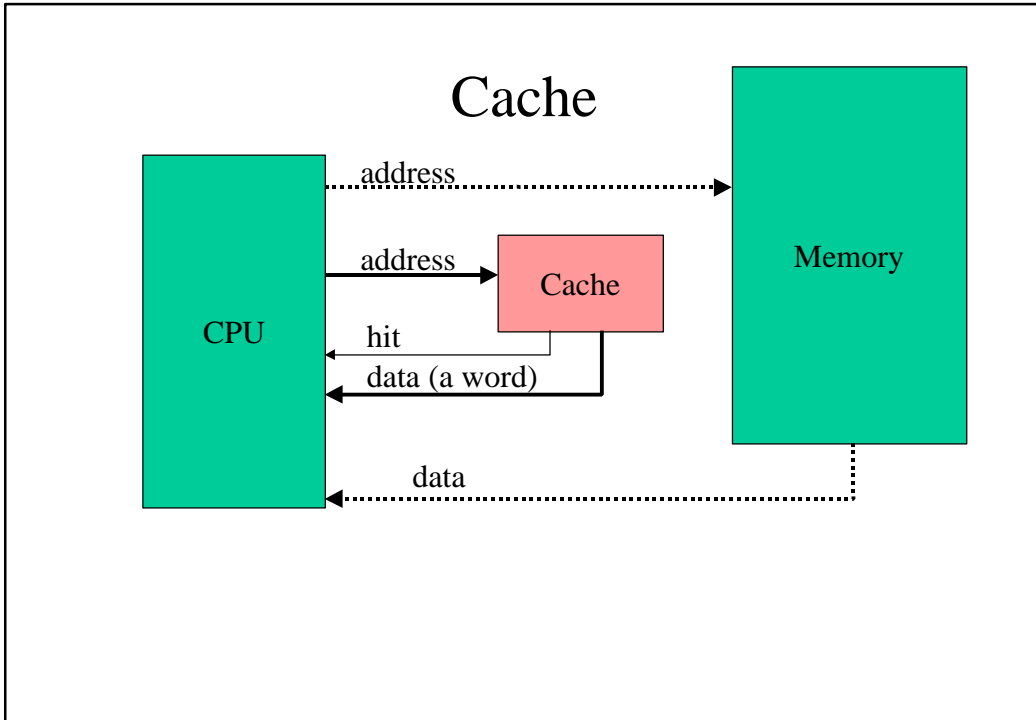 Cache
address
address
Cache
Memory
CPU
hit
data (a word)
data